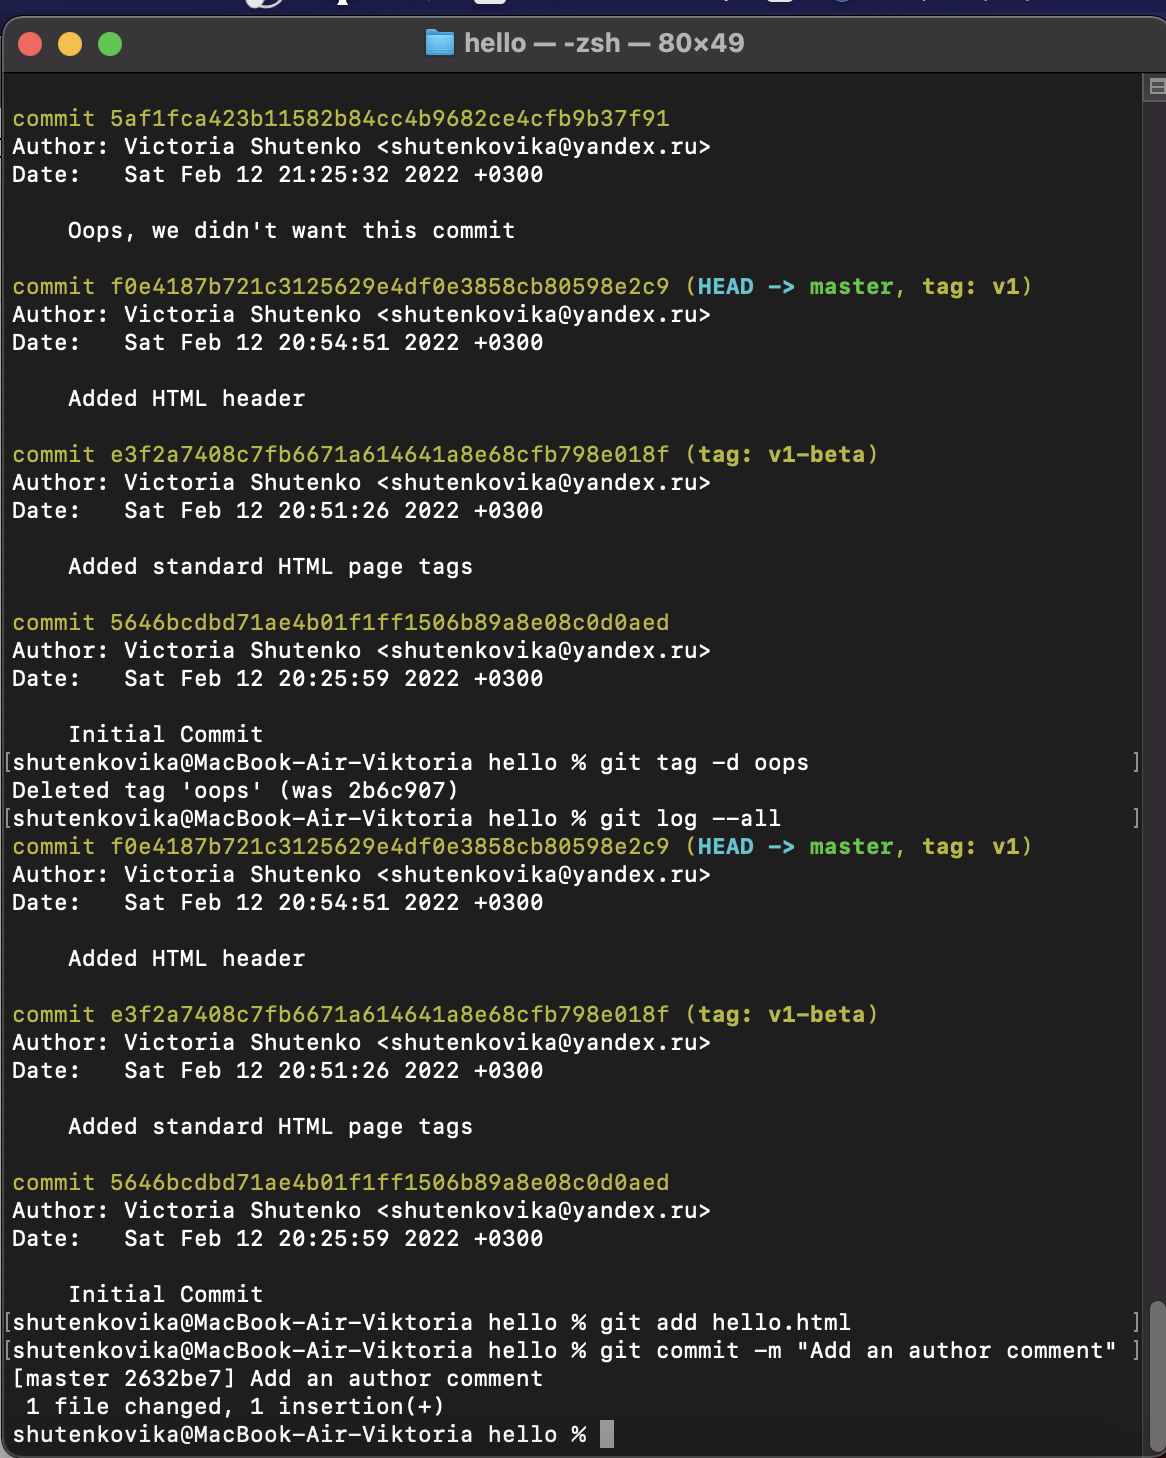 hello — -zsh — 80×49
commit 5af1fca423b11582b84cc4b9682ce4cfb9b37f91
Author: Victoria Shutenko <shutenkovika@yandex.ru>
Date:   Sat Feb 12 21:25:32 2022 +0300
    Oops, we didn't want this commit
commit f0e4187b721c3125629e4df0e3858cb80598e2c9 (HEAD -> master, tag: v1)
Author: Victoria Shutenko <shutenkovika@yandex.ru>
Date:   Sat Feb 12 20:54:51 2022 +0300
    Added HTML header
commit e3f2a7408c7fb6671a614641a8e68cfb798e018f (tag: v1-beta)
Author: Victoria Shutenko <shutenkovika@yandex.ru>
Date:   Sat Feb 12 20:51:26 2022 +0300
    Added standard HTML page tags
commit 5646bcdbd71ae4b01f1ff1506b89a8e08c0d0aed
Author: Victoria Shutenko <shutenkovika@yandex.ru>
Date:   Sat Feb 12 20:25:59 2022 +0300
    Initial Commit
[shutenkovika@MacBook-Air-Viktoria hello % git tag -d oops ]
Deleted tag 'oops' (was 2b6c907)
[shutenkovika@MacBook-Air-Viktoria hello % git log --all ]
commit f0e4187b721c3125629e4df0e3858cb80598e2c9 (HEAD -> master, tag: v1)
Author: Victoria Shutenko <shutenkovika@yandex.ru>
Date:   Sat Feb 12 20:54:51 2022 +0300
    Added HTML header
commit e3f2a7408c7fb6671a614641a8e68cfb798e018f (tag: v1-beta)
Author: Victoria Shutenko <shutenkovika@yandex.ru>
Date:   Sat Feb 12 20:51:26 2022 +0300
    Added standard HTML page tags
commit 5646bcdbd71ae4b01f1ff1506b89a8e08c0d0aed
Author: Victoria Shutenko <shutenkovika@yandex.ru>
Date:   Sat Feb 12 20:25:59 2022 +0300
    Initial Commit
[shutenkovika@MacBook-Air-Viktoria hello % git add hello.html ]
[shutenkovika@MacBook-Air-Viktoria hello % git commit -m "Add an author comment" ]
[master 2632be7] Add an author comment
 1 file changed, 1 insertion(+)
shutenkovika@MacBook-Air-Viktoria hello %